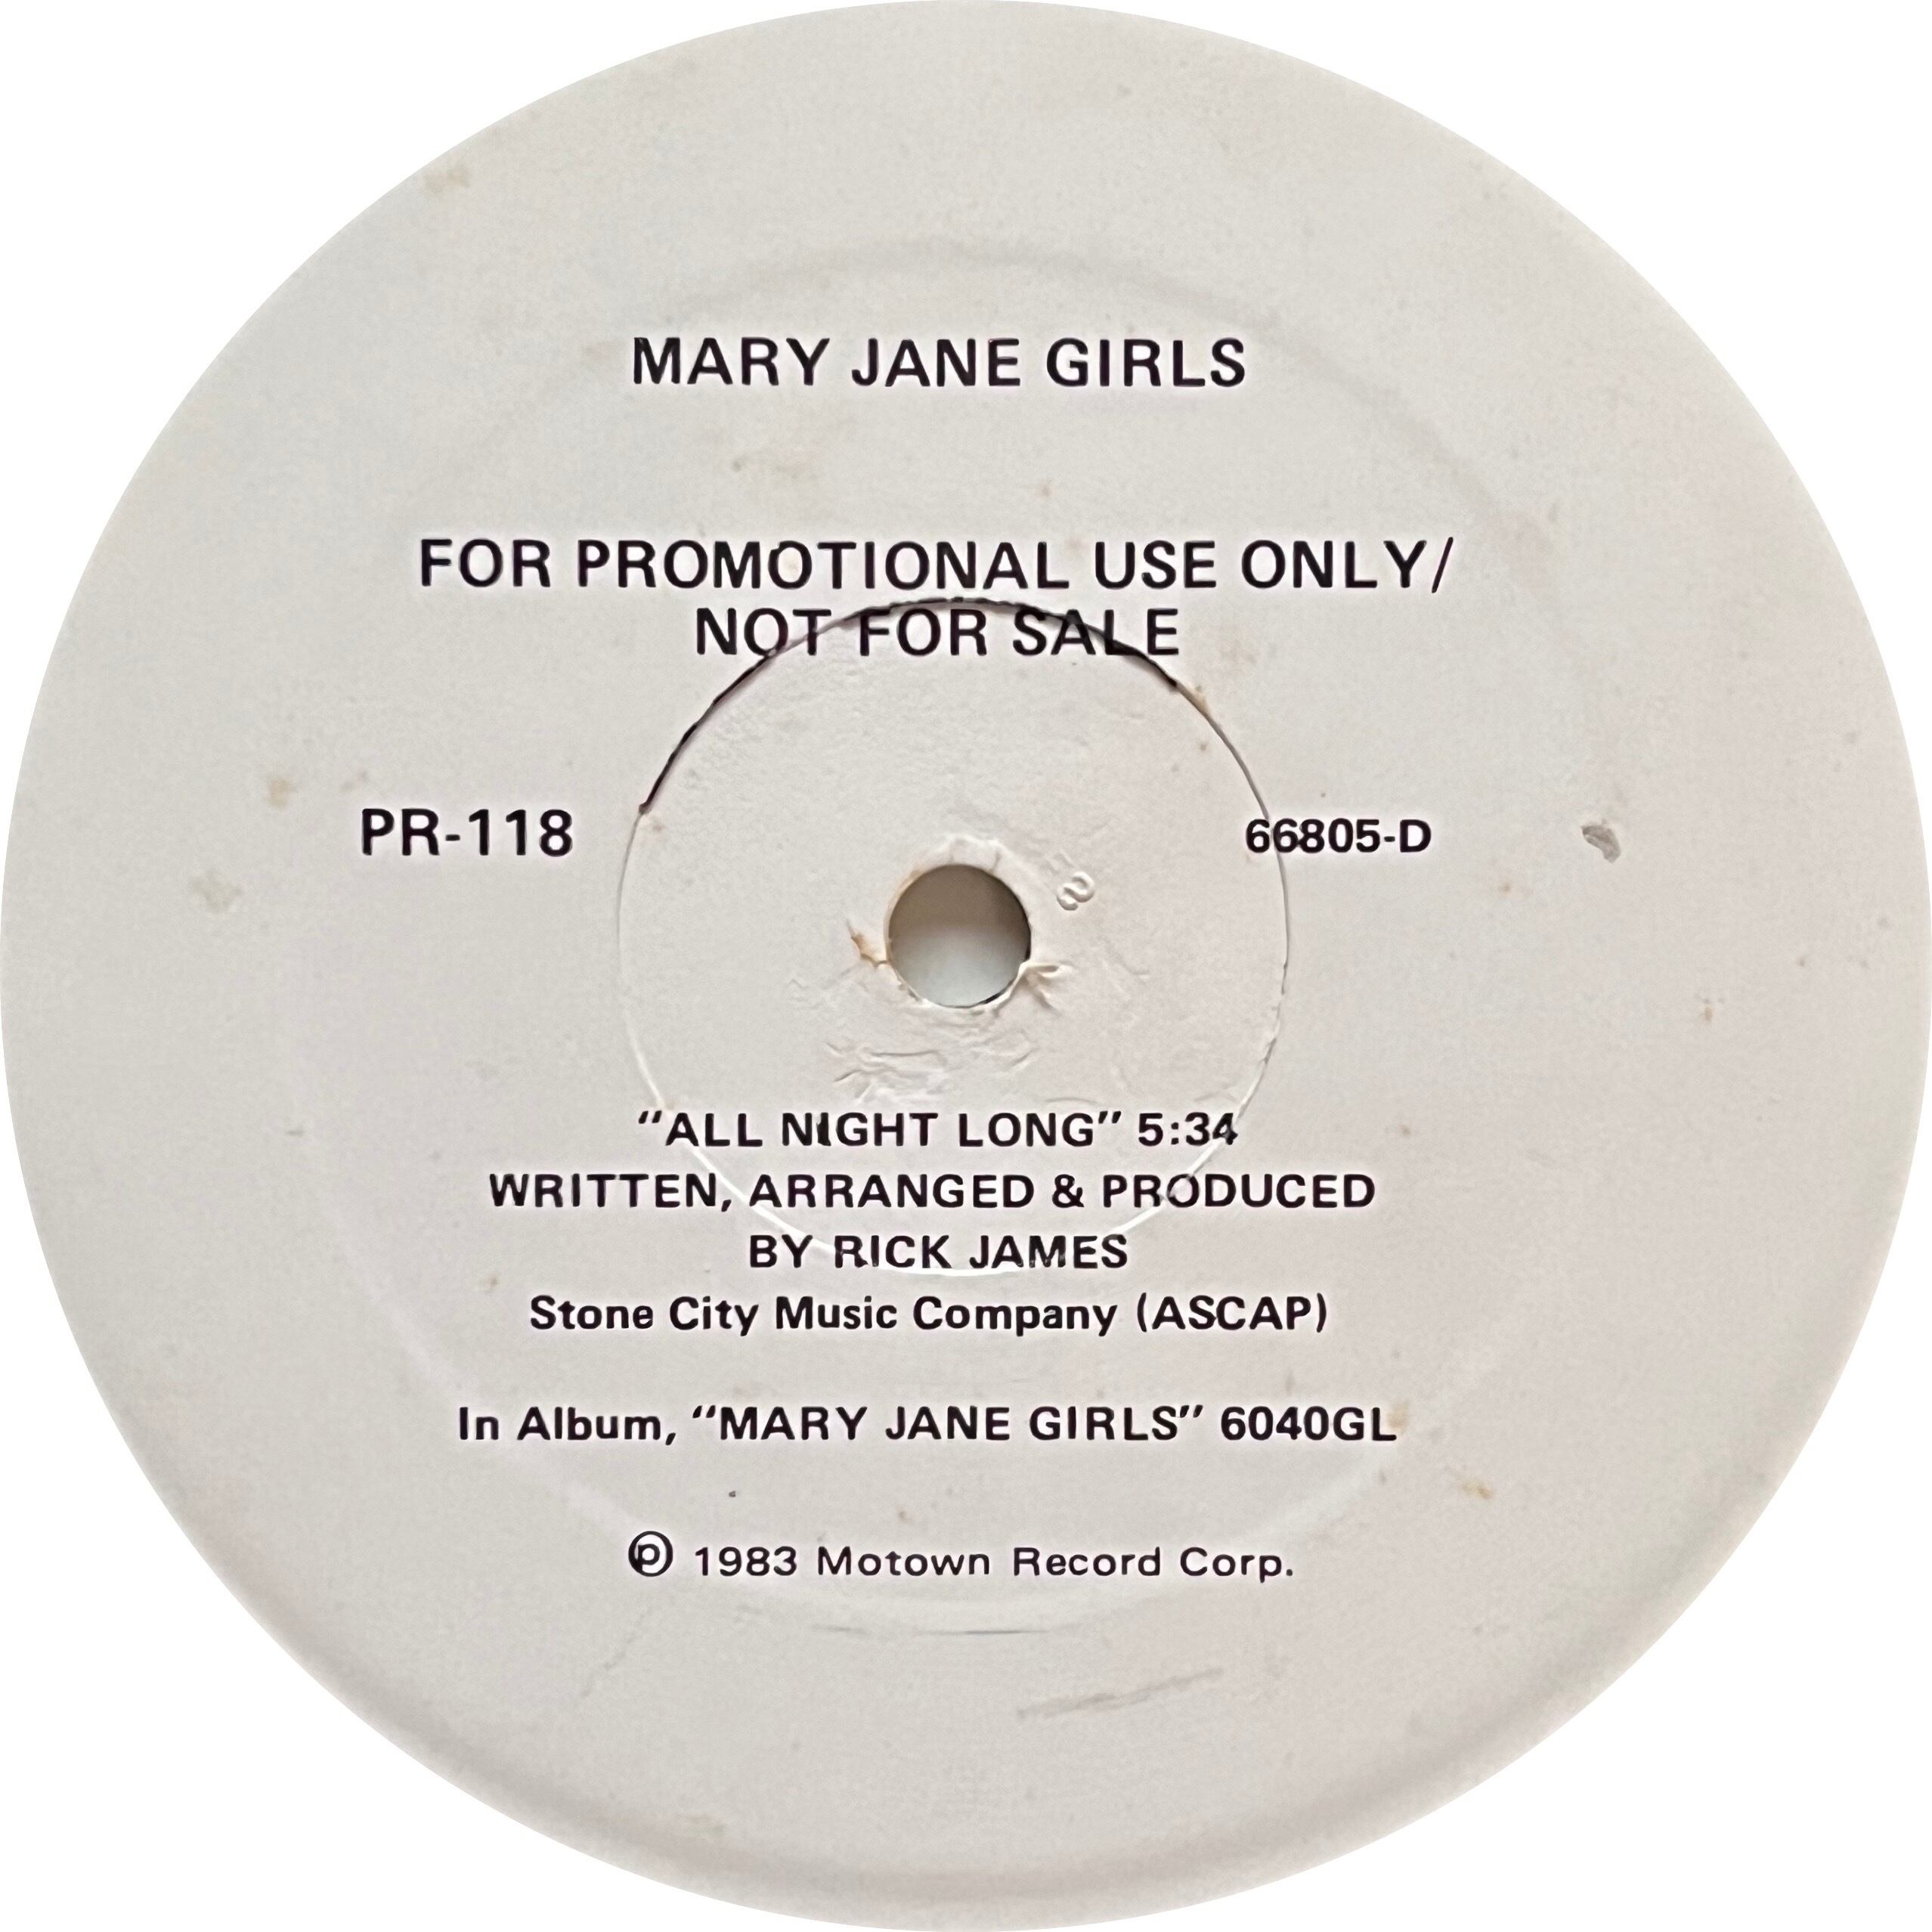 MARY JANE GIRLS
FOR PROMOTIONAL USE ONLY/
NOT FOR SALE
PR-118 66805-D
S
"ALL NIGHT LONG" 5:34
WRITTEN, ARRANGED & PRODUCED
BY RICK JAMES
Stone City Music Company (ASCAP)
In Album, "MARY JANE GIRLS" 6040GL
℗ 1983 Motown Record Corp.